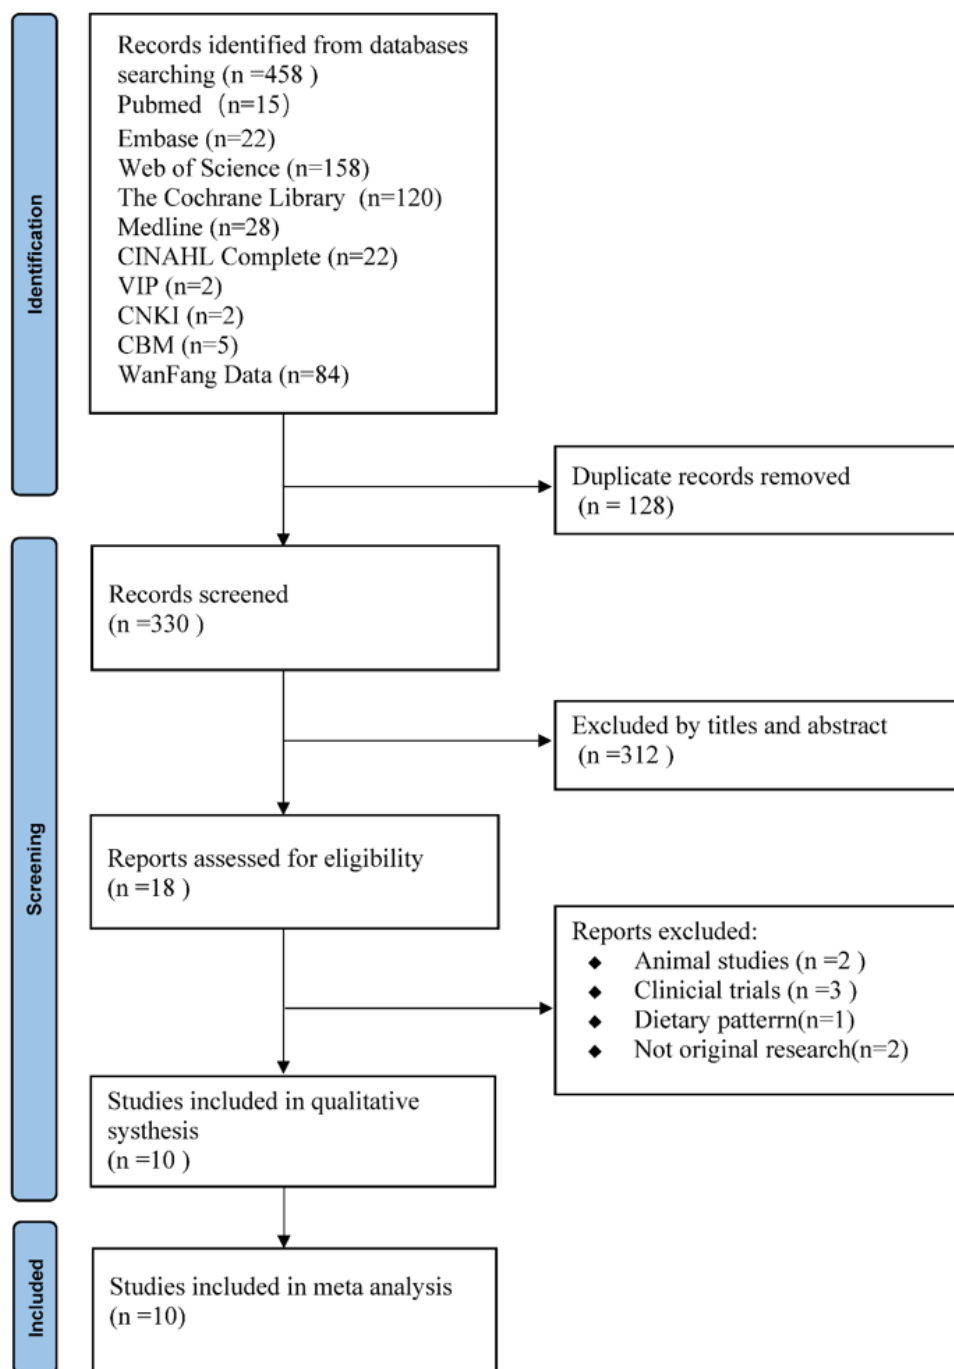 Identification
Records identified from databases
searching (n =458 )
Pubmed （n=15）
Embase (n=22)
Web of Science (n=158)
The Cochrane Library (n=120)
Medline (n=28)
CINAHL Complete (n=22)
VIP (n=2)
CNKI (n=2)
CBM (n=5)
WanFang Data (n=84)
Duplicate records removed
(n = 128)
Screening
Records screened
(n =330 )
Excluded by titles and abstract
(n =312 )
Reports assessed for eligibility
(n =18 )
Reports excluded:
◆ Animal studies (n =2 )
◆ Clinicial trials (n =3 )
◆ Dietary patterrn(n=1)
◆ Not original research(n=2)
Studies included in qualitative
systhesis
(n =10 )
Included
Studies included in meta analysis
(n =10)